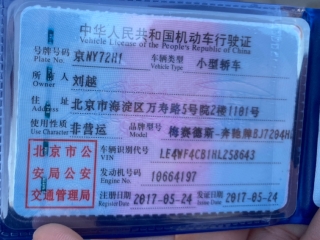 中华人民共和国机动车行驶证
Vehicle License of the People's Republic of China
号牌号码 京NY72H1 车辆类型 小型轿车
Plate No. Vehicle Type
所有人 刘越
Owner
住址 北京市海淀区万寿路5号院2楼1101号
Address
使用性质 非营运 品牌型号 梅赛德斯-奔驰牌BJ7204H
Use Character Model
北京市公安局公安交通管理局
车辆识别代号 LE4WF4CB1HLZ58643
VIN
发动机号码 10664197
Engine No.
注册日期 2017-05-24 发证日期 2017-05-24
Register Date Issue Date